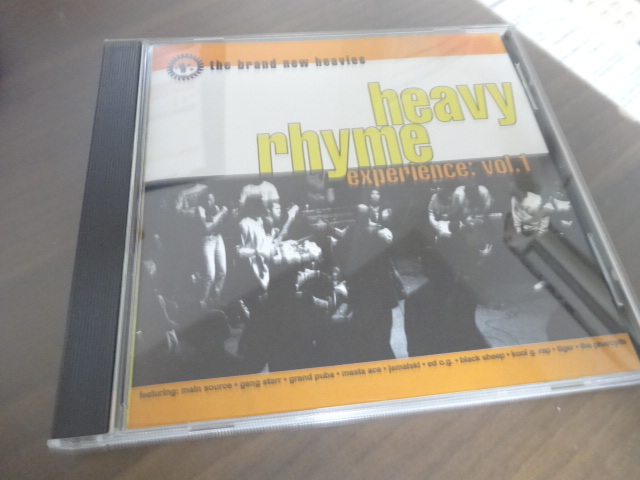 the brand new heavies
heavy
rhyme
experience: vol.1
featuring: main source • gang starr • grand puba • masta ace • jamalski • ed o.g. • black sheep • kool g. rap • tiger • the pharcyde